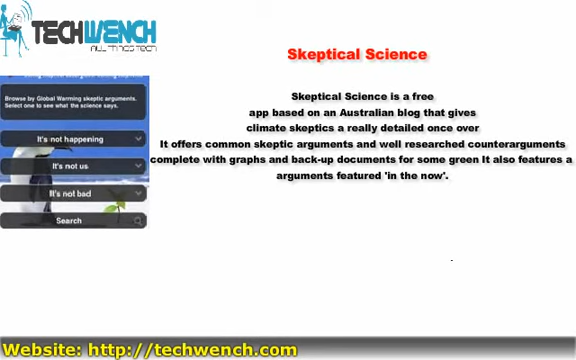 TECHWENCH
ALL THINGS TECH
Skeptical Science
Browse by Global Warming skeptic arguments.
Select one to see what the science says.
It's not happening
It's not us
It's not bad
Search
Skeptical Science is a free
app based on an Australian blog that gives
climate skeptics a really detailed once over
It offers common skeptic arguments and well researched counterarguments
complete with graphs and back-up documents for some green It also features a
arguments featured 'in the now'.
Website: http://techwench.com